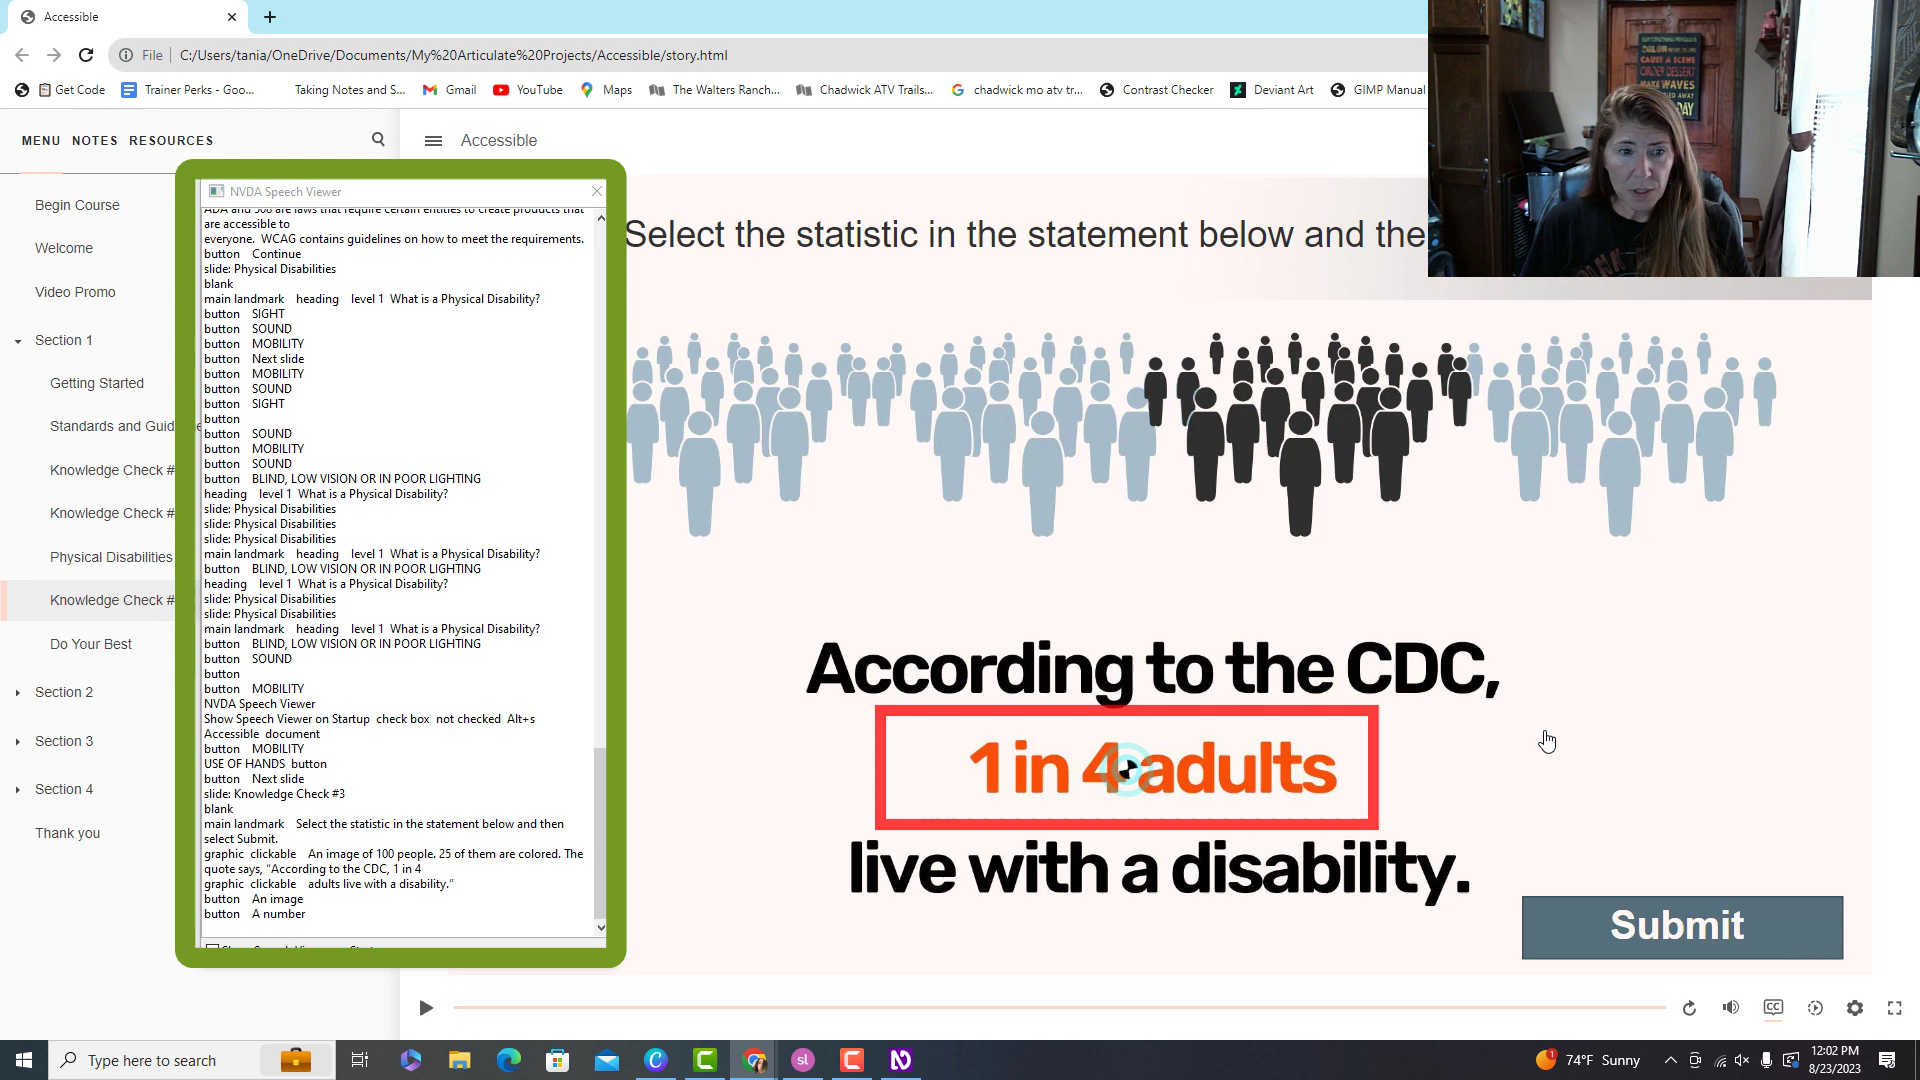 Accessible
File C:/Users/tania/OneDrive/Documents/My%20Articulate%20Projects/Accessible/story.html
Get Code Trainer Perks - Goo... Taking Notes and S... Gmail YouTube Maps The Walters Ranch... Chadwick ATV Trails... chadwick mo atv tr... Contrast Checker Deviant Art GIMP Manual
MENU NOTES RESOURCES
Accessible
Begin Course
Welcome
Video Promo
Section 1
Getting Started
Standards and Guid
Knowledge Check #
Knowledge Check #
Physical Disabilities
Knowledge Check #
Do Your Best
Section 2
Section 3
Section 4
Thank you
NVDA Speech Viewer
ADA and 508 are laws that require certain entities to create products that
are accessible to
everyone. WCAG contains guidelines on how to meet the requirements.
button Continue
slide: Physical Disabilities
blank
main landmark heading level 1 What is a Physical Disability?
button SIGHT
button SOUND
button MOBILITY
button Next slide
button MOBILITY
button SOUND
button SIGHT
button
button SOUND
button MOBILITY
button SOUND
button BLIND, LOW VISION OR IN POOR LIGHTING
heading level 1 What is a Physical Disability?
slide: Physical Disabilities
slide: Physical Disabilities
slide: Physical Disabilities
main landmark heading level 1 What is a Physical Disability?
button BLIND, LOW VISION OR IN POOR LIGHTING
heading level 1 What is a Physical Disability?
slide: Physical Disabilities
slide: Physical Disabilities
main landmark heading level 1 What is a Physical Disability?
button BLIND, LOW VISION OR IN POOR LIGHTING
button SOUND
button
button MOBILITY
NVDA Speech Viewer
Show Speech Viewer on Startup check box not checked Alt+s
Accessible document
button MOBILITY
USE OF HANDS button
button Next slide
slide: Knowledge Check #3
blank
main landmark Select the statistic in the statement below and then
select Submit.
graphic clickable An image of 100 people. 25 of them are colored. The
quote says, "According to the CDC, 1 in 4
graphic clickable adults live with a disability."
button An image
button A number
Select the statistic in the statement below and the
According to the CDC,
1 in 4 adults
live with a disability.
Submit
CC
Type here to search
sl
74°F Sunny
12:02 PM
8/23/2023